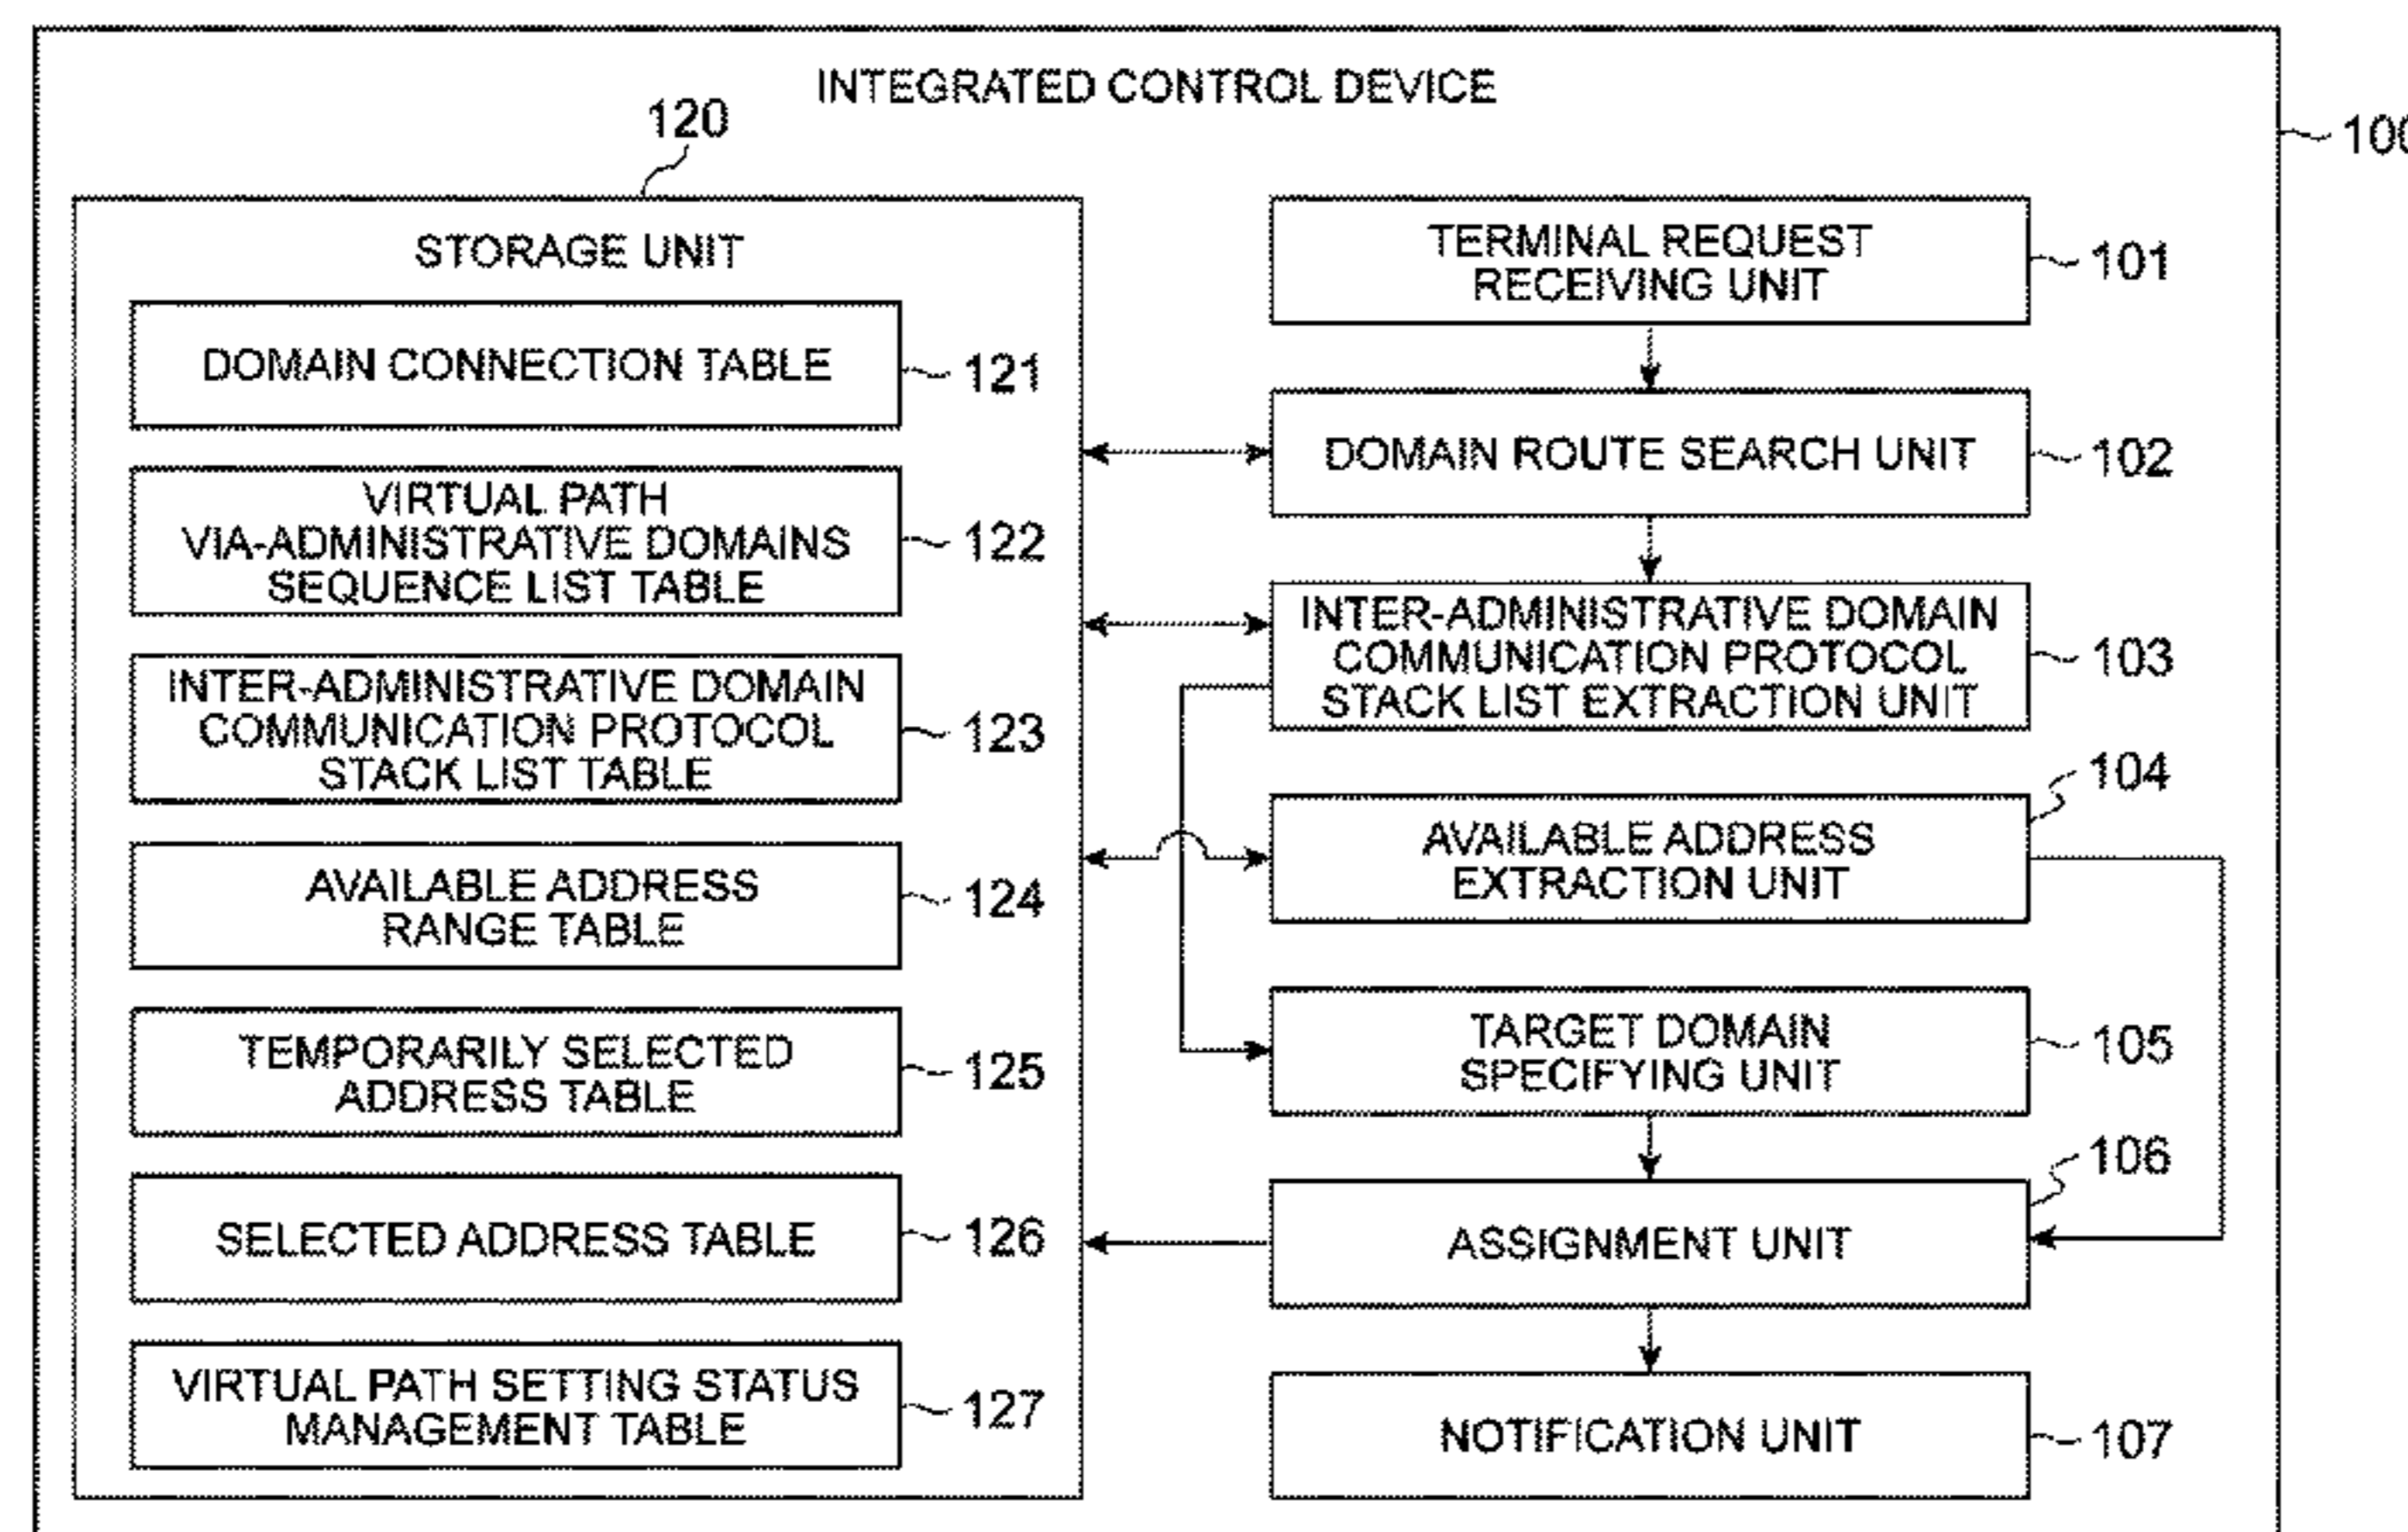 INTEGRATED CONTROL DEVICE
100
120
STORAGE UNIT
DOMAIN CONNECTION TABLE
121
VIRTUAL PATH
VIA-ADMINISTRATIVE DOMAINS
SEQUENCE LIST TABLE
122
INTER-ADMINISTRATIVE DOMAIN
COMMUNICATION PROTOCOL
STACK LIST TABLE
123
AVAILABLE ADDRESS
RANGE TABLE
124
TEMPORARILY SELECTED
ADDRESS TABLE
125
SELECTED ADDRESS TABLE
126
VIRTUAL PATH SETTING STATUS
MANAGEMENT TABLE
127
TERMINAL REQUEST
RECEIVING UNIT
101
DOMAIN ROUTE SEARCH UNIT
102
INTER-ADMINISTRATIVE DOMAIN
COMMUNICATION PROTOCOL
STACK LIST EXTRACTION UNIT
103
AVAILABLE ADDRESS
EXTRACTION UNIT
104
TARGET DOMAIN
SPECIFYING UNIT
105
ASSIGNMENT UNIT
106
NOTIFICATION UNIT
107